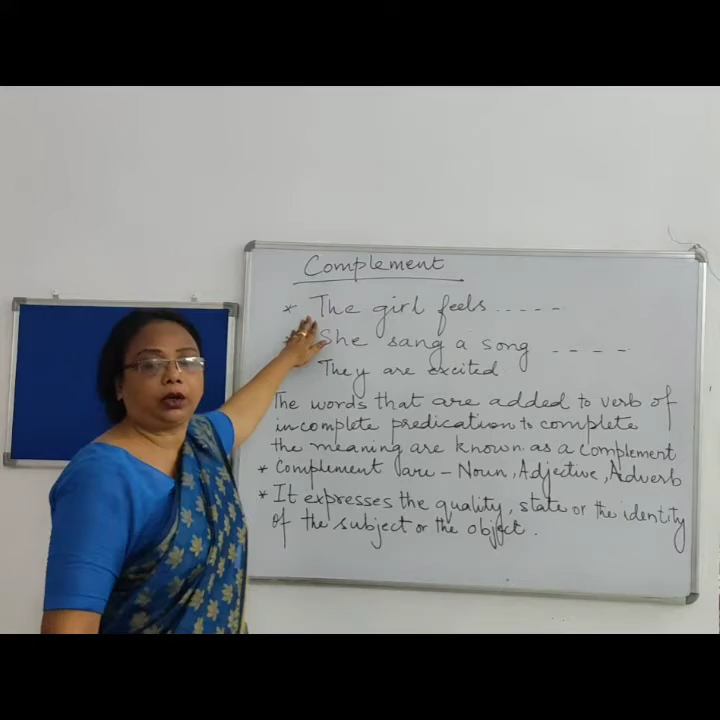 Complement
* The girl feels .....
She sang a song ----
They are excited.
The words that are added to verb of
incomplete predication to complete
the meaning are known as a complement
* Complement are - Noun, Adjective, Adverb
* It expresses the quality, state or the identity
of the subject or the object.